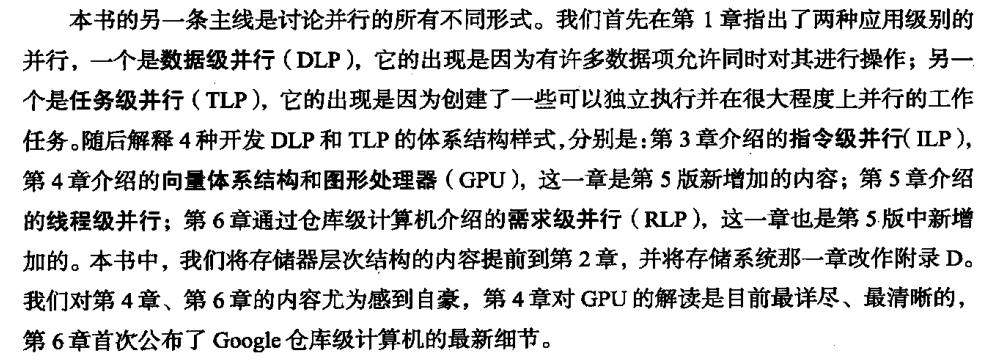 本书的另一条主线是讨论并行的所有不同形式。我们首先在第 1 章指出了两种应用级别的
并行，一个是数据级并行（DLP），它的出现是因为有许多数据项允许同时对其进行操作；另一
个是任务级并行（TLP），它的出现是因为创建了一些可以独立执行并在很大程度上并行的工作
任务。随后解释 4 种开发 DLP 和 TLP 的体系结构样式，分别是：第 3 章介绍的指令级并行（ILP），
第 4 章介绍的向量体系结构和图形处理器（GPU），这一章是第 5 版新增加的内容；第 5 章介绍
的线程级并行；第 6 章通过仓库级计算机介绍的需求级并行（RLP），这一章也是第 5 版中新增
加的。本书中，我们将存储器层次结构的内容提前到第 2 章，并将存储系统那一章改作附录 D。
我们对第 4 章、第 6 章的内容尤为感到自豪，第 4 章对 GPU 的解读是目前最详尽、最清晰的，
第 6 章首次公布了 Google 仓库级计算机的最新细节。